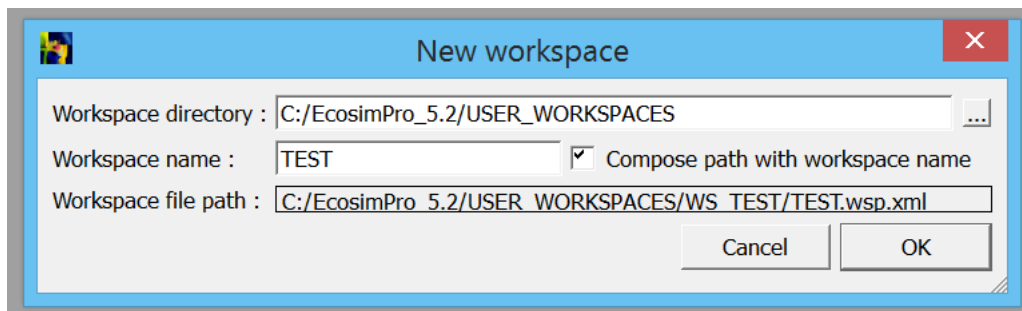 New workspace
Workspace directory : C:/EcosimPro_5.2/USER_WORKSPACES ...
Workspace name : TEST Compose path with workspace name
Workspace file path : C:/EcosimPro_5.2/USER_WORKSPACES/WS_TEST/TEST.wsp.xml
Cancel OK